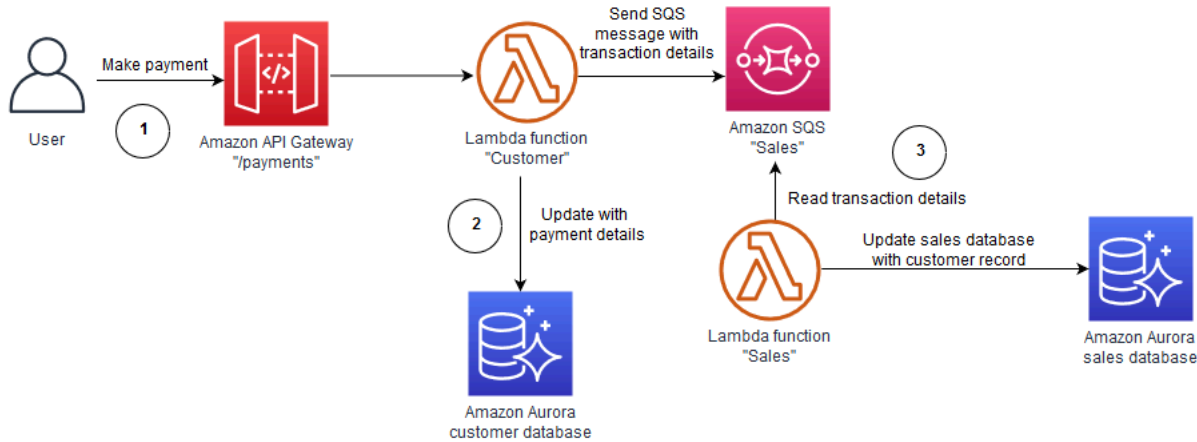 Make payment
User
1
</>
Amazon API Gateway
"/payments"
Lambda function
"Customer"
Send SQS
message with
transaction details
Amazon SQS
"Sales"
2
Update with
payment details
Amazon Aurora
customer database
3
Read transaction details
Lambda function
"Sales"
Update sales database
with customer record
Amazon Aurora
sales database